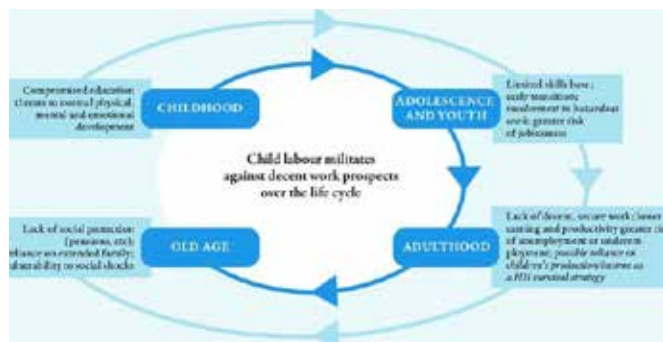 Compromised education
threats to normal physical,
mental and emotional
development
CHILDHOOD
ADOLESCENCE
AND YOUTH
Limited skills base;
early transitions;
involvement in hazardous
work; greater risk
of joblessness
Child labour militates
against decent work prospects
over the life cycle
Lack of social protection
(pensions, etc);
reliance on extended family;
vulnerability to social shocks
OLD AGE
ADULTHOOD
Lack of decent, secure work; lower
earning and productivity greater
of unemployment or underem
ployment; possible reliance on
children's production/income as
a HH survival strategy